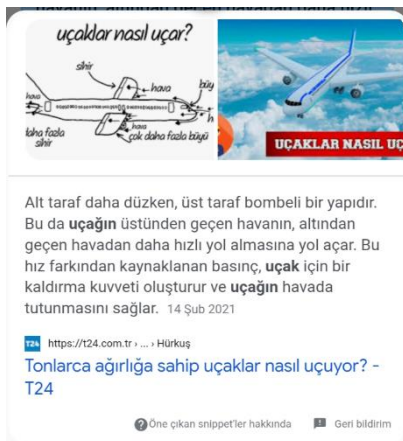 uçaklar nasıl uçar?
sihir
hava
hava
hava
daha fazla
sihir
çok daha fazla büyü
UÇAKLAR NASIL UÇ
Alt taraf daha düzken, üst taraf bombeli bir yapıdır.
Bu da uçağın üstünden geçen havanın, altından
geçen havadan daha hızlı yol almasına yol açar. Bu
hız farkından kaynaklanan basınç, uçak için bir
kaldırma kuvveti oluşturur ve uçağın havada
tutunmasını sağlar. 14 Şub 2021
T24 https://t24.com.tr › ... › Hürkuş
Tonlarca ağırlığa sahip uçaklar nasıl uçuyor? -
T24
Öne çıkan snippet'ler hakkında Geri bildirim